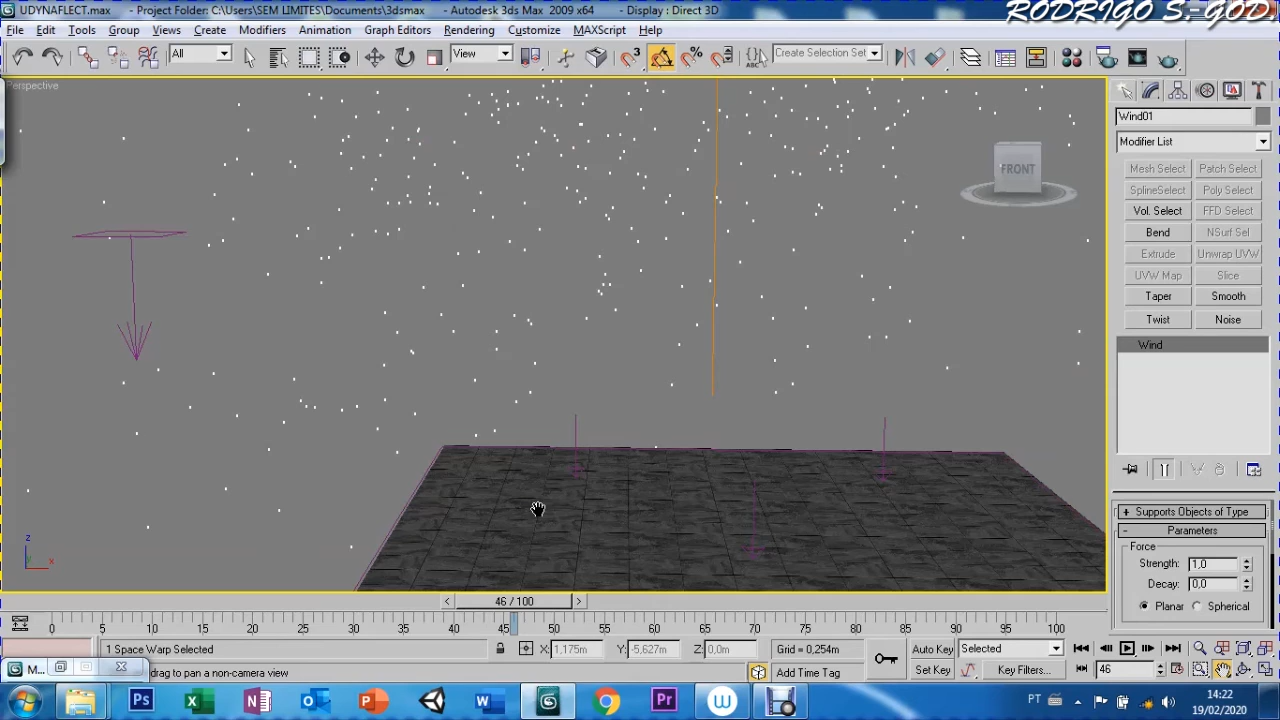 UDYNAFLECT.max - Project Folder: C:\Users\SEM LIMITES\Documents\3dsmax - Autodesk 3ds Max 2009 x64 - Display : Direct 3D
RODRIGO S.-GOD
File Edit Tools Group Views Create Modifiers Animation Graph Editors Rendering Customize MAXScript Help
All View 3 % ABC Create Selection Set
Perspective
FRONT
Wind01
Modifier List
Mesh Select Patch Select
SplineSelect Poly Select
Vol. Select FFD Select
Bend NSurf Sel
Extrude Unwrap UVW
UVW Map Slice
Taper Smooth
Twist Noise
Wind
+ Supports Objects of Type
- Parameters
Force
Strength: 1,0
Decay: 0,0
Planar Spherical
z
y x
< 46 / 100 >
0 5 10 15 20 25 30 35 40 45 50 55 60 65 70 75 80 85 90 95 100
1 Space Warp Selected X: 1,175m Y: -5,627m Z: 0,0m Grid = 0,254m Auto Key Selected
M... drag to pan a non-camera view Add Time Tag Set Key Key Filters... 46
Ps X N O P W Pr W PT 14:22
19/02/2020